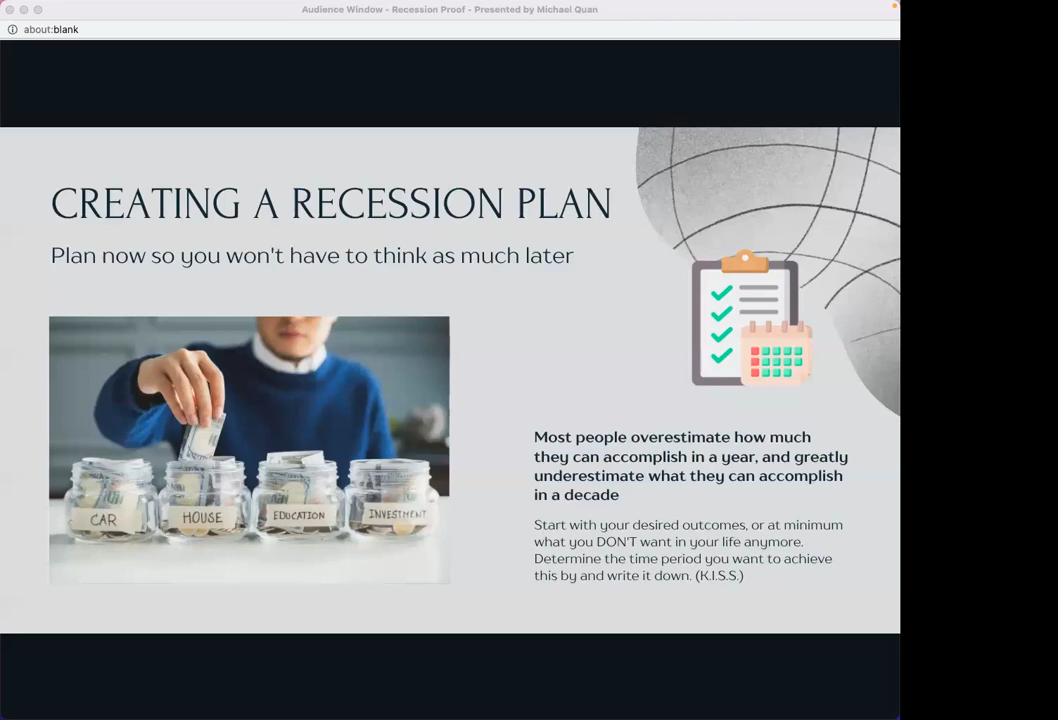 Audience Window - Recession Proof - Presented by Michael Quan
about:blank
CREATING A RECESSION PLAN
Plan now so you won't have to think as much later
CAR
HOUSE
EDUCATION
INVESTMENT
Most people overestimate how much
they can accomplish in a year, and greatly
underestimate what they can accomplish
in a decade
Start with your desired outcomes, or at minimum
what you DON'T want in your life anymore.
Determine the time period you want to achieve
this by and write it down. (K.I.S.S.)